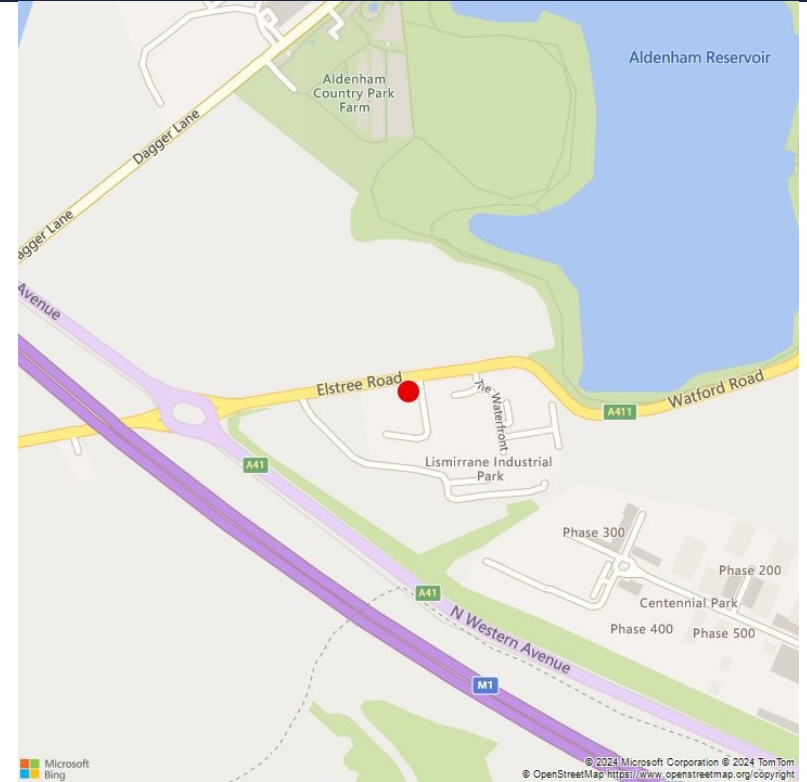 Aldenham Reservoir
Aldenham
Country Park
Farm
Dagger Lane
agger Lane
Avenue
Elstree Road
The Waterfront
A411
Watford Road
A41
Lismirrane Industrial
Park
Phase 300
Phase 200
A41
Centennial Park
Phase 400
Phase 500
N Western Avenue
M1
Microsoft
Bing
© 2024 Microsoft Corporation © 2024 TomTom
© OpenStreetMap https://www.openstreetmap.org/copyright